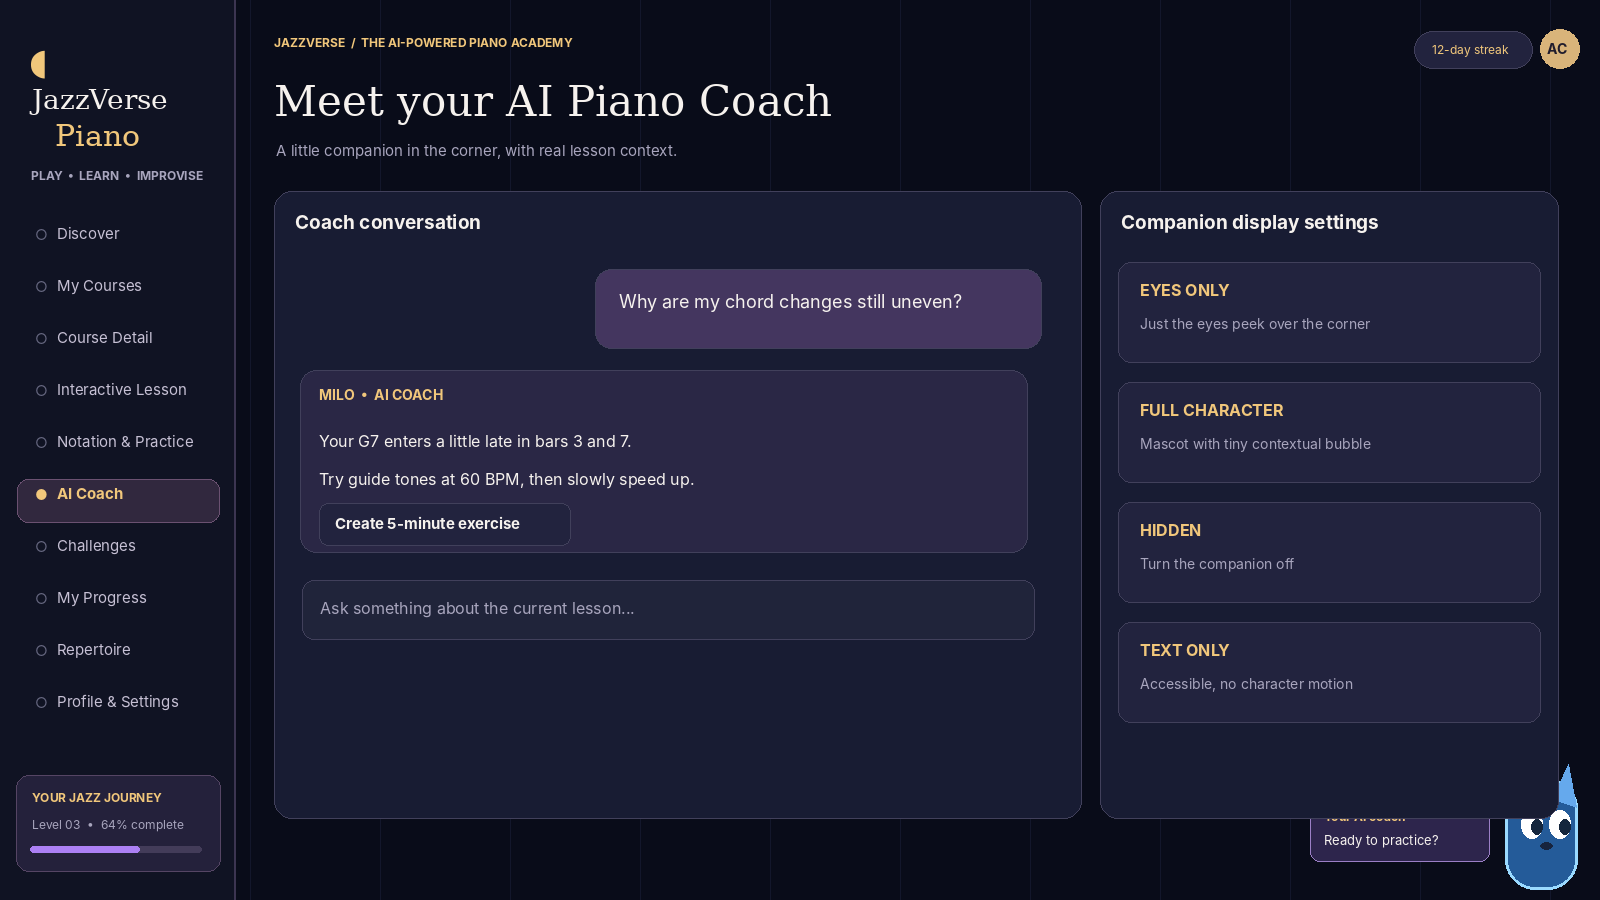 JazzVerse
Piano
PLAY • LEARN • IMPROVISE
Discover
My Courses
Course Detail
Interactive Lesson
Notation & Practice
AI Coach
Challenges
My Progress
Repertoire
Profile & Settings
YOUR JAZZ JOURNEY
Level 03 • 64% complete
JAZZVERSE / THE AI-POWERED PIANO ACADEMY
12-day streak
AC
Meet your AI Piano Coach
A little companion in the corner, with real lesson context.
Coach conversation
Why are my chord changes still uneven?
MILO • AI COACH
Your G7 enters a little late in bars 3 and 7.
Try guide tones at 60 BPM, then slowly speed up.
Create 5-minute exercise
Ask something about the current lesson...
Companion display settings
EYES ONLY
Just the eyes peek over the corner
FULL CHARACTER
Mascot with tiny contextual bubble
HIDDEN
Turn the companion off
TEXT ONLY
Accessible, no character motion
Your AI coach
Ready to practice?